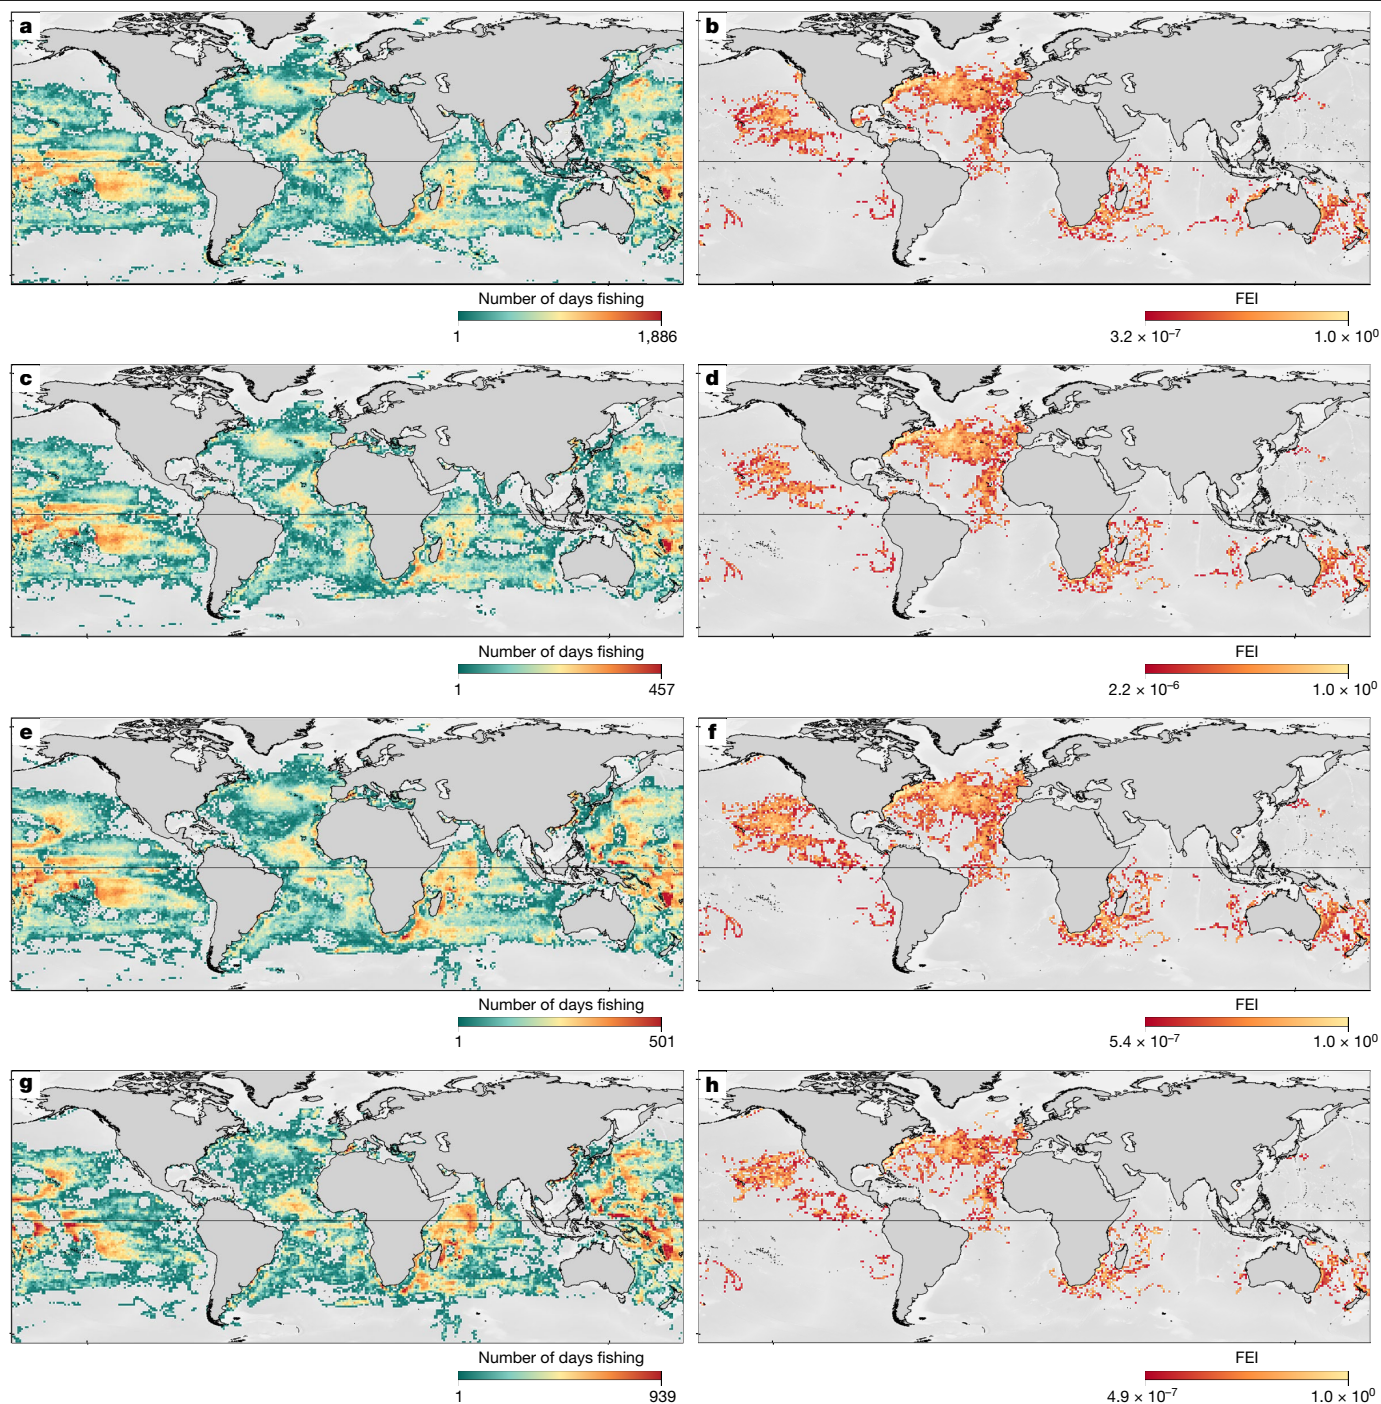 a
b
Number of days fishing
1
1,886
FEI
3.2 × 10⁻⁷
1.0 × 10⁰
c
d
Number of days fishing
1
457
FEI
2.2 × 10⁻⁶
1.0 × 10⁰
e
f
Number of days fishing
1
501
FEI
5.4 × 10⁻⁷
1.0 × 10⁰
g
h
Number of days fishing
1
939
FEI
4.9 × 10⁻⁷
1.0 × 10⁰